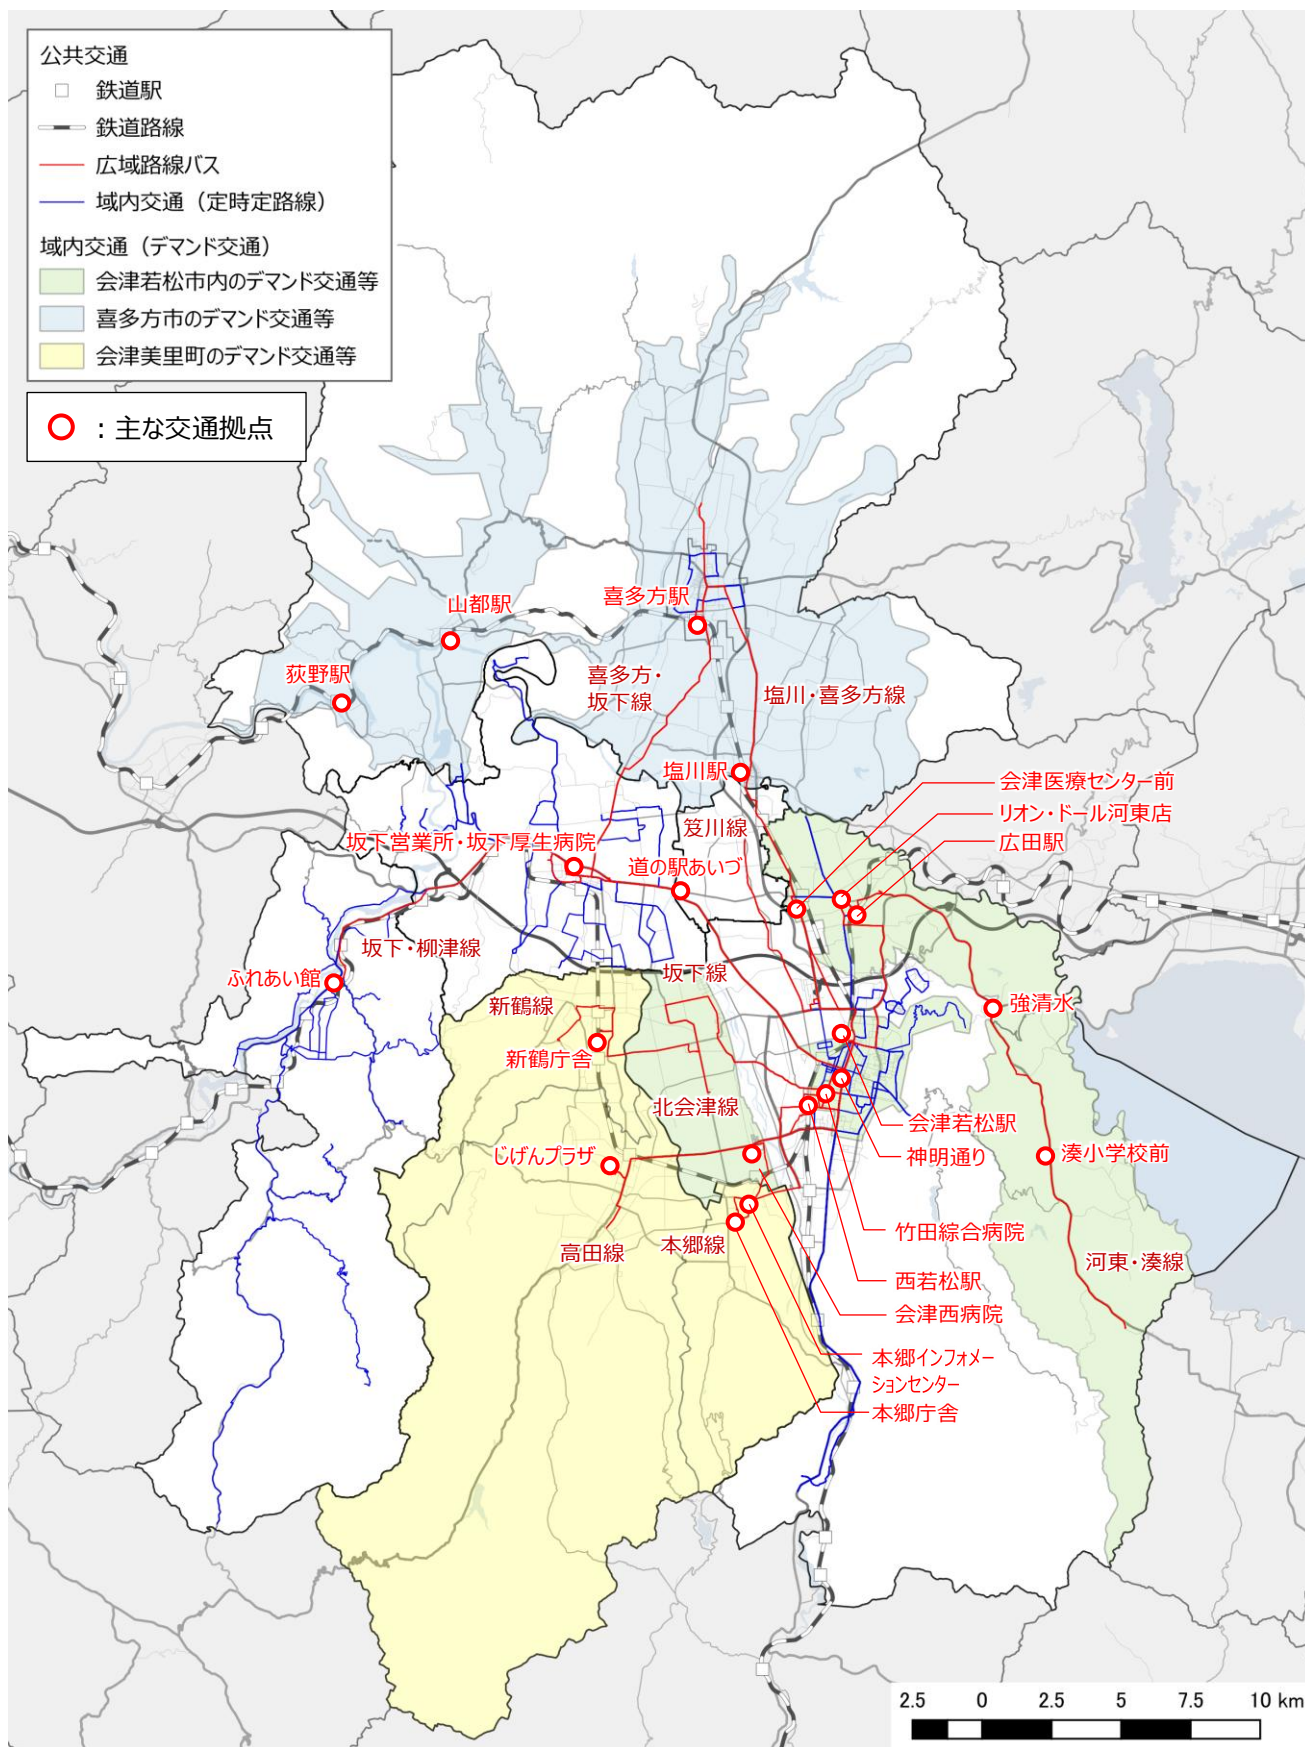 公共交通
鉄道駅
鉄道路線
広域路線バス
域内交通（定時定路線）
域内交通（デマンド交通）
会津若松市内のデマンド交通等
喜多方市のデマンド交通等
会津美里町のデマンド交通等
：主な交通拠点
山都駅
喜多方駅
荻野駅
喜多方・
坂下線
塩川・喜多方線
塩川駅
会津医療センター前
リオン・ドール河東店
笈川線
広田駅
坂下営業所・坂下厚生病院
道の駅あいづ
坂下・柳津線
坂下線
ふれあい館
新鶴線
強清水
新鶴庁舎
北会津線
会津若松駅
じげんプラザ
神明通り
湊小学校前
竹田綜合病院
高田線
本郷線
河東・湊線
西若松駅
会津西病院
本郷インフォメー
ションセンター
本郷庁舎
2.5 0 2.5 5 7.5 10 km